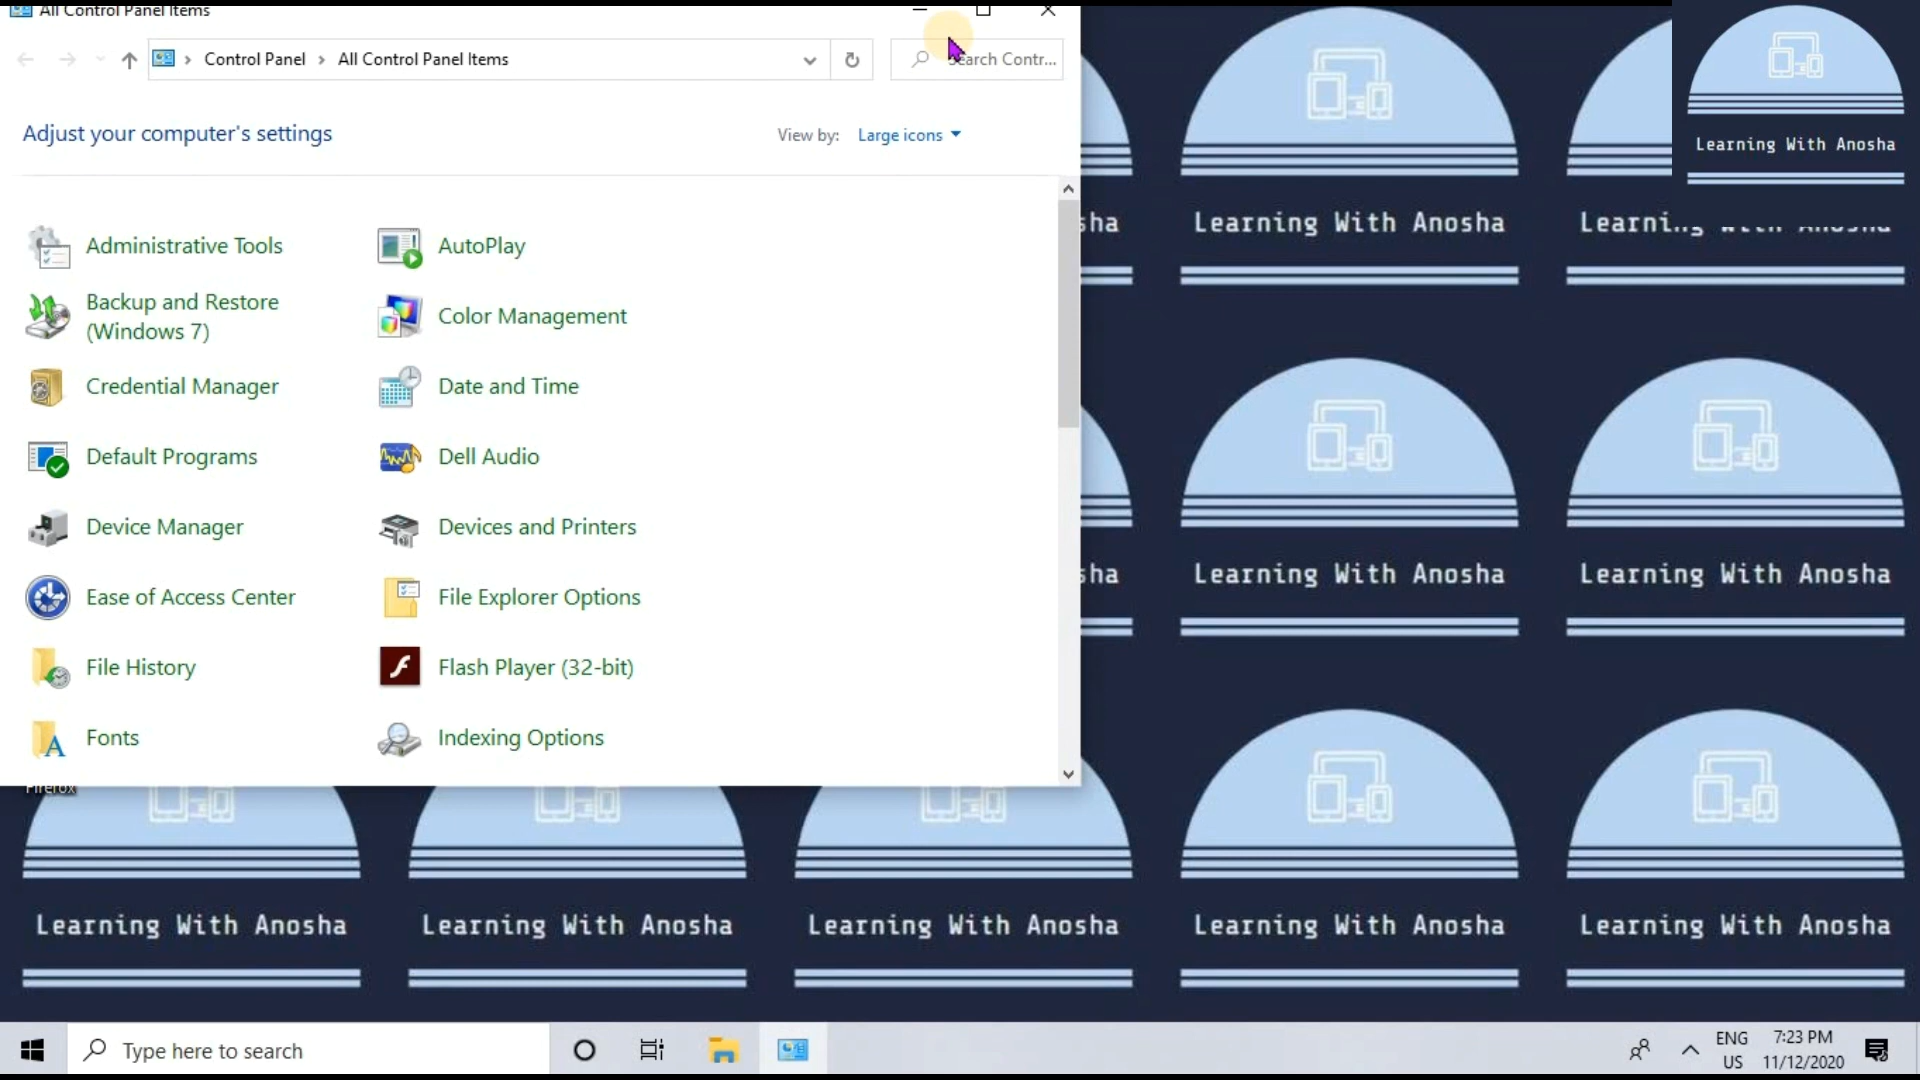 All Control Panel Items
Control Panel
All Control Panel Items
Search Contr...
Adjust your computer's settings
View by: Large icons
Administrative Tools
AutoPlay
Backup and Restore
(Windows 7)
Color Management
Credential Manager
Date and Time
Default Programs
Dell Audio
Device Manager
Devices and Printers
Ease of Access Center
File Explorer Options
File History
Flash Player (32-bit)
Fonts
Indexing Options
Firefox
Learning With Anosha
sha
Learning With Anosha
Learning With Anosha
sha
Learning With Anosha
Learning With Anosha
Learning With Anosha
Learning With Anosha
Learning With Anosha
Learning With Anosha
Learning With Anosha
Type here to search
ENG
US
7:23 PM
11/12/2020